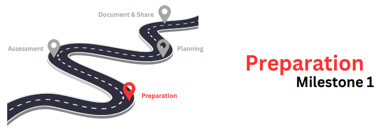 Document & Share
Assessment
Planning
Preparation
Preparation
Milestone 1